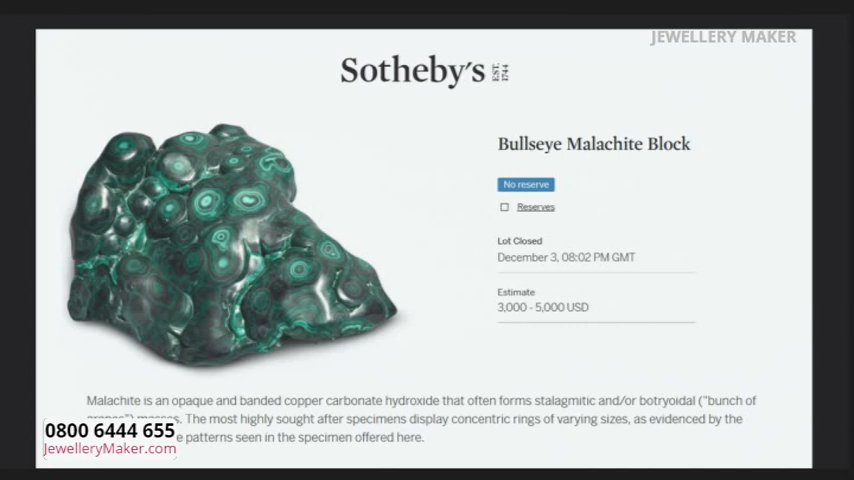 JEWELLERY MAKER
Sotheby's EST. 1744
Bullseye Malachite Block
No reserve
Reserves
Lot Closed
December 3, 08:02 PM GMT
Estimate
3,000 - 5,000 USD
Malachite is an opaque and banded copper carbonate hydroxide that often forms stalagmitic and/or botryoidal ("bunch of
masses. The most highly sought after specimens display concentric rings of varying sizes, as evidenced by the
patterns seen in the specimen offered here.
0800 6444 655
JewelleryMaker.com